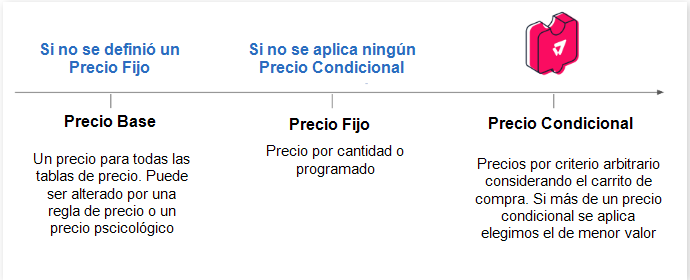 Si no se definió un
Precio Fijo
Si no se aplica ningún
Precio Condicional
Precio Base
Un precio para todas las
tablas de precio. Puede
ser alterado por una
regla de precio o un
precio pscicológico
Precio Fijo
Precio por cantidad o
programado
Precio Condicional
Precios por criterio arbitrario
considerando el carrito de
compra. Si más de un precio
condicional se aplica
elegimos el de menor valor